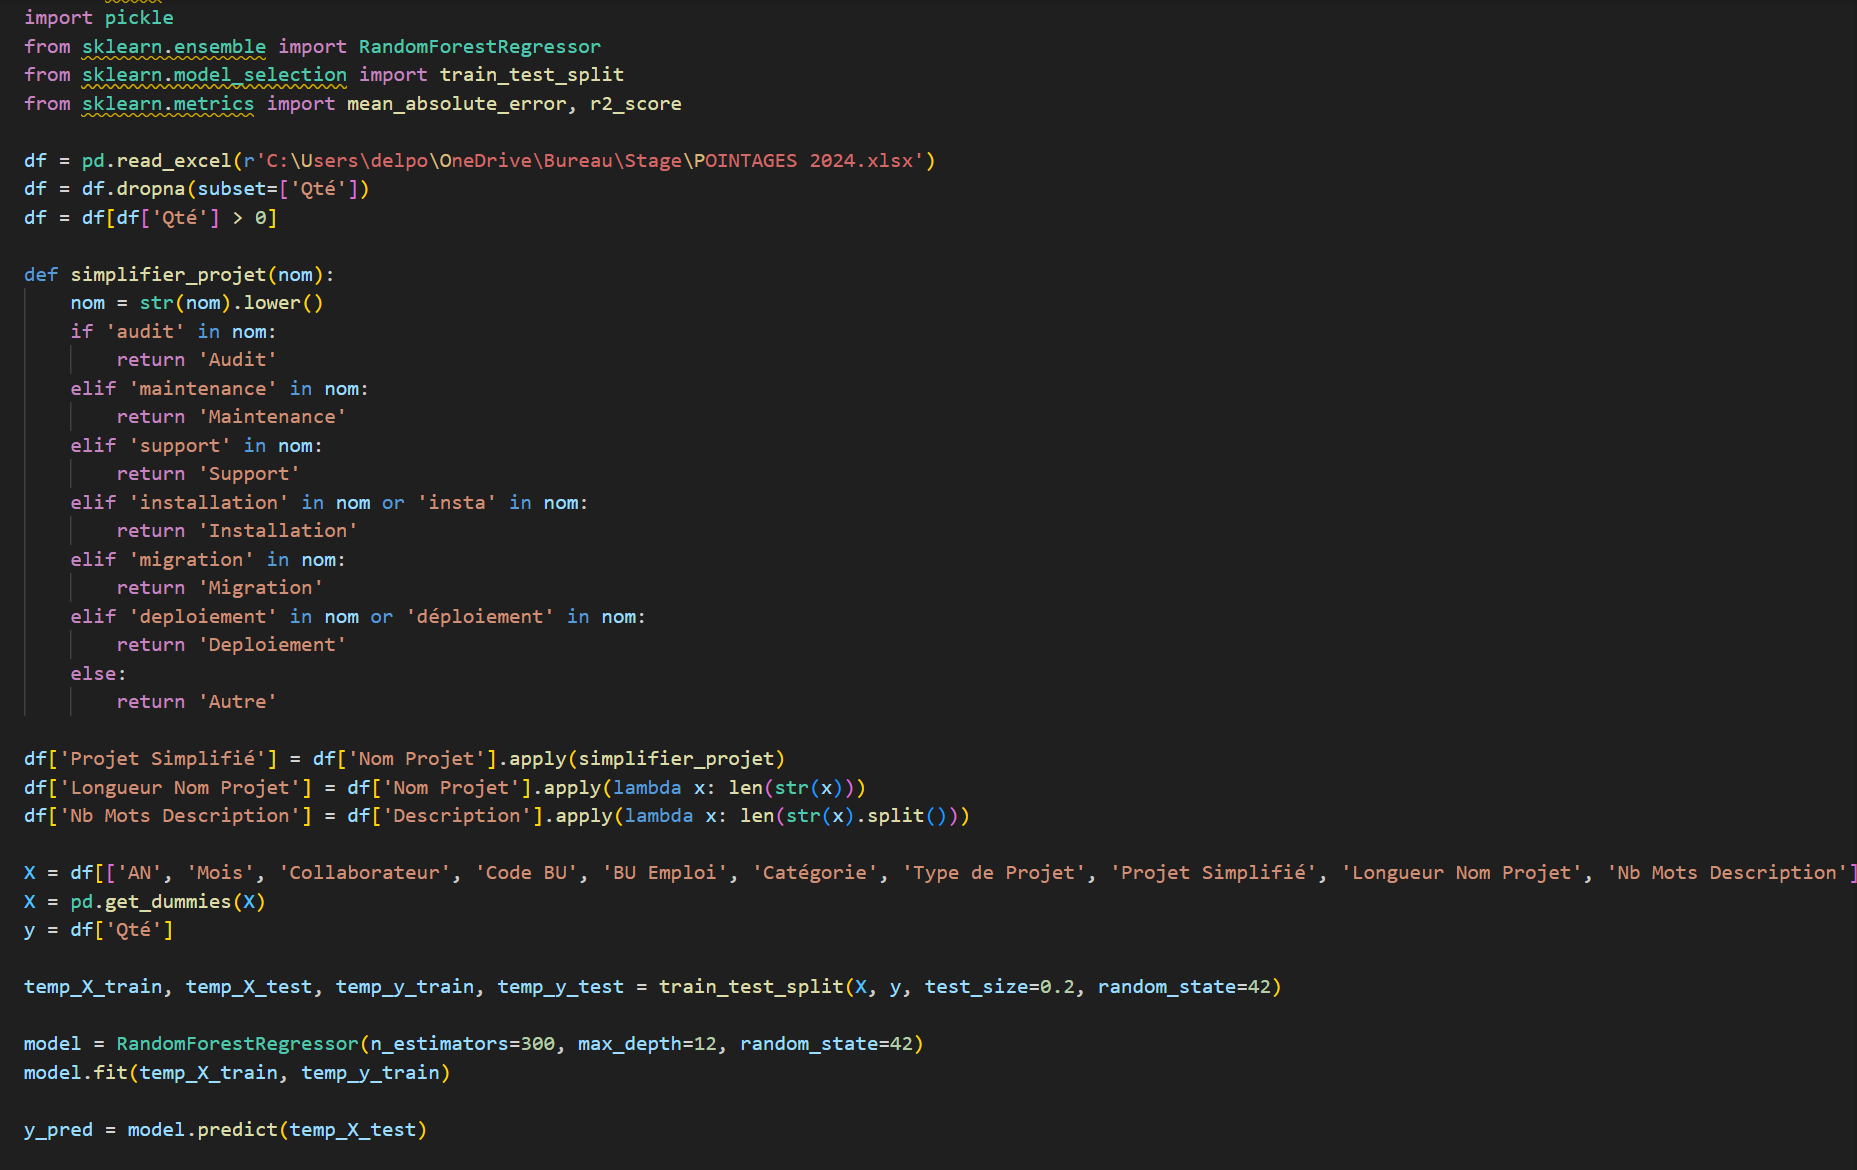 import pickle
from sklearn.ensemble import RandomForestRegressor
from sklearn.model_selection import train_test_split
from sklearn.metrics import mean_absolute_error, r2_score

df = pd.read_excel(r'C:\Users\delpo\OneDrive\Bureau\Stage\POINTAGES 2024.xlsx')
df = df.dropna(subset=['Qté'])
df = df[df['Qté'] > 0]

def simplifier_projet(nom):
    nom = str(nom).lower()
    if 'audit' in nom:
        return 'Audit'
    elif 'maintenance' in nom:
        return 'Maintenance'
    elif 'support' in nom:
        return 'Support'
    elif 'installation' in nom or 'insta' in nom:
        return 'Installation'
    elif 'migration' in nom:
        return 'Migration'
    elif 'deploiement' in nom or 'déploiement' in nom:
        return 'Deploiement'
    else:
        return 'Autre'

df['Projet Simplifié'] = df['Nom Projet'].apply(simplifier_projet)
df['Longueur Nom Projet'] = df['Nom Projet'].apply(lambda x: len(str(x)))
df['Nb Mots Description'] = df['Description'].apply(lambda x: len(str(x).split()))

X = df[['AN', 'Mois', 'Collaborateur', 'Code BU', 'BU Emploi', 'Catégorie', 'Type de Projet', 'Projet Simplifié', 'Longueur Nom Projet', 'Nb Mots Description']
X = pd.get_dummies(X)
y = df['Qté']

temp_X_train, temp_X_test, temp_y_train, temp_y_test = train_test_split(X, y, test_size=0.2, random_state=42)

model = RandomForestRegressor(n_estimators=300, max_depth=12, random_state=42)
model.fit(temp_X_train, temp_y_train)

y_pred = model.predict(temp_X_test)